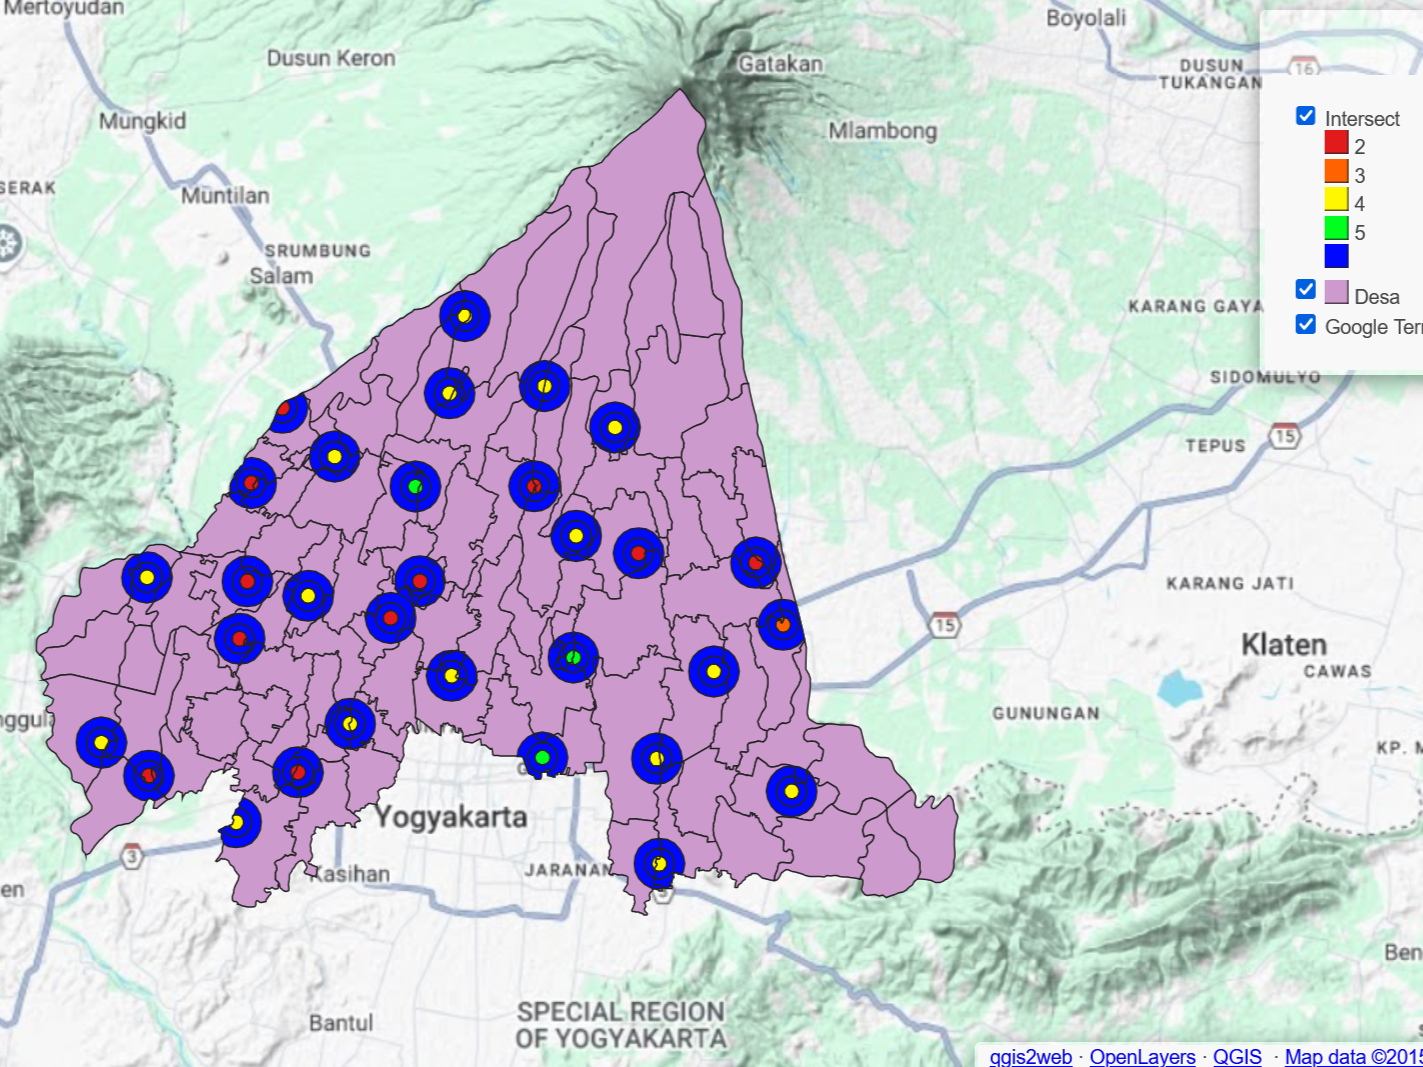 Mertoyudan
Boyolali
Dusun Keron
Gatakan
DUSUN
TUKANGAN
16
Mungkid
Mlambong
Intersect
2
3
4
5
Desa
Google Terr
SERAK
Muntilan
SRUMBUNG
Salam
KARANG GAYA
SIDOMULYO
TEPUS
15
KARANG JATI
15
Klaten
CAWAS
GUNUNGAN
KP. M
nggula
G
Yogyakarta
3
Kasihan
JARANAN
3
en
Ben
SPECIAL REGION
OF YOGYAKARTA
Bantul
qgis2web · OpenLayers · QGIS · Map data ©2015